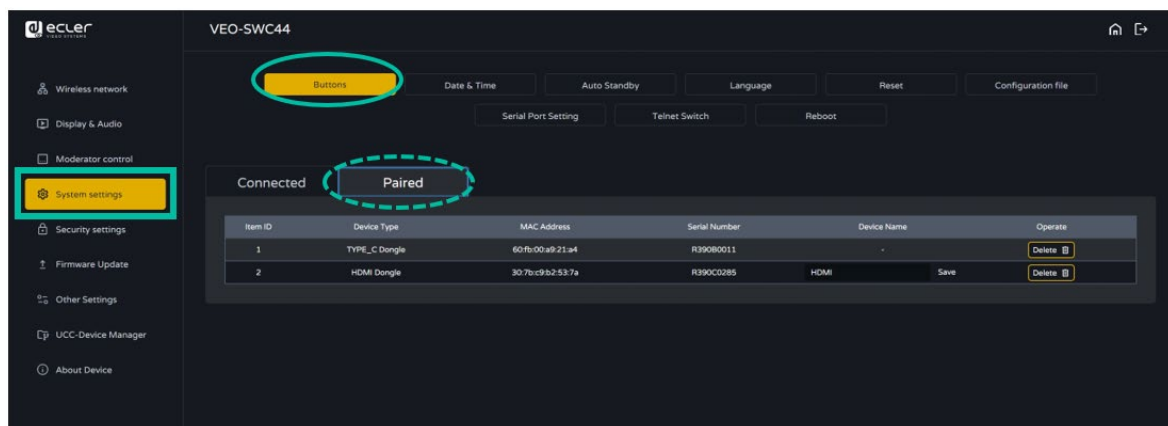 ecler
VIDEO SYSTEMS
VEO-SWC44
Wireless network
Display & Audio
Moderator control
System settings
Security settings
Firmware Update
Other Settings
UCC-Device Manager
About Device
Buttons Date & Time Auto Standby Language Reset Configuration file
Serial Port Setting Telnet Switch Reboot
Connected Paired
Item ID Device Type MAC Address Serial Number Device Name Operate
1 TYPE_C Dongle 60:fb:00:a9:21:a4 R390B0011 - Delete
2 HDMI Dongle 30:7b:c9:b2:53:7a R390C0285 HDMI Save Delete